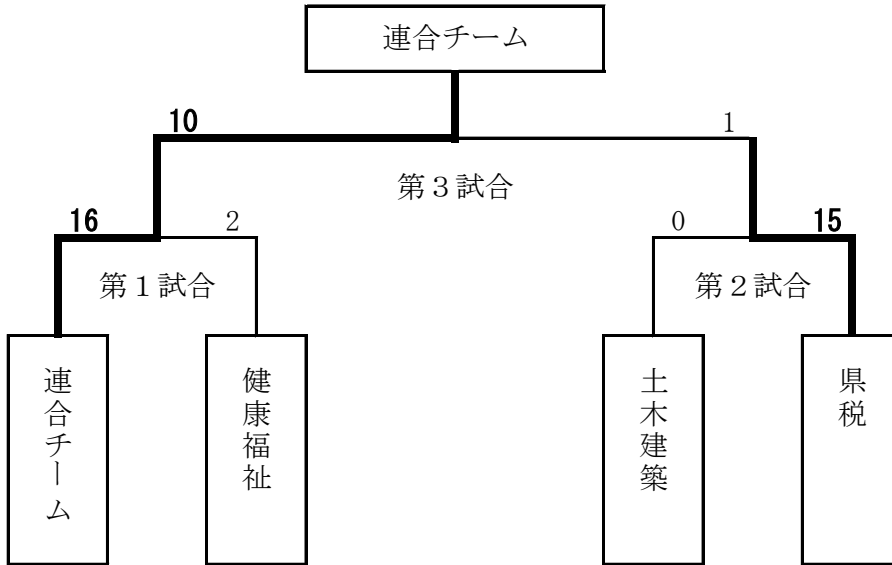 連合チーム
10
1
第3試合
16
2
0
15
第1試合
第2試合
連合チーム
健康福祉
土木建築
県税